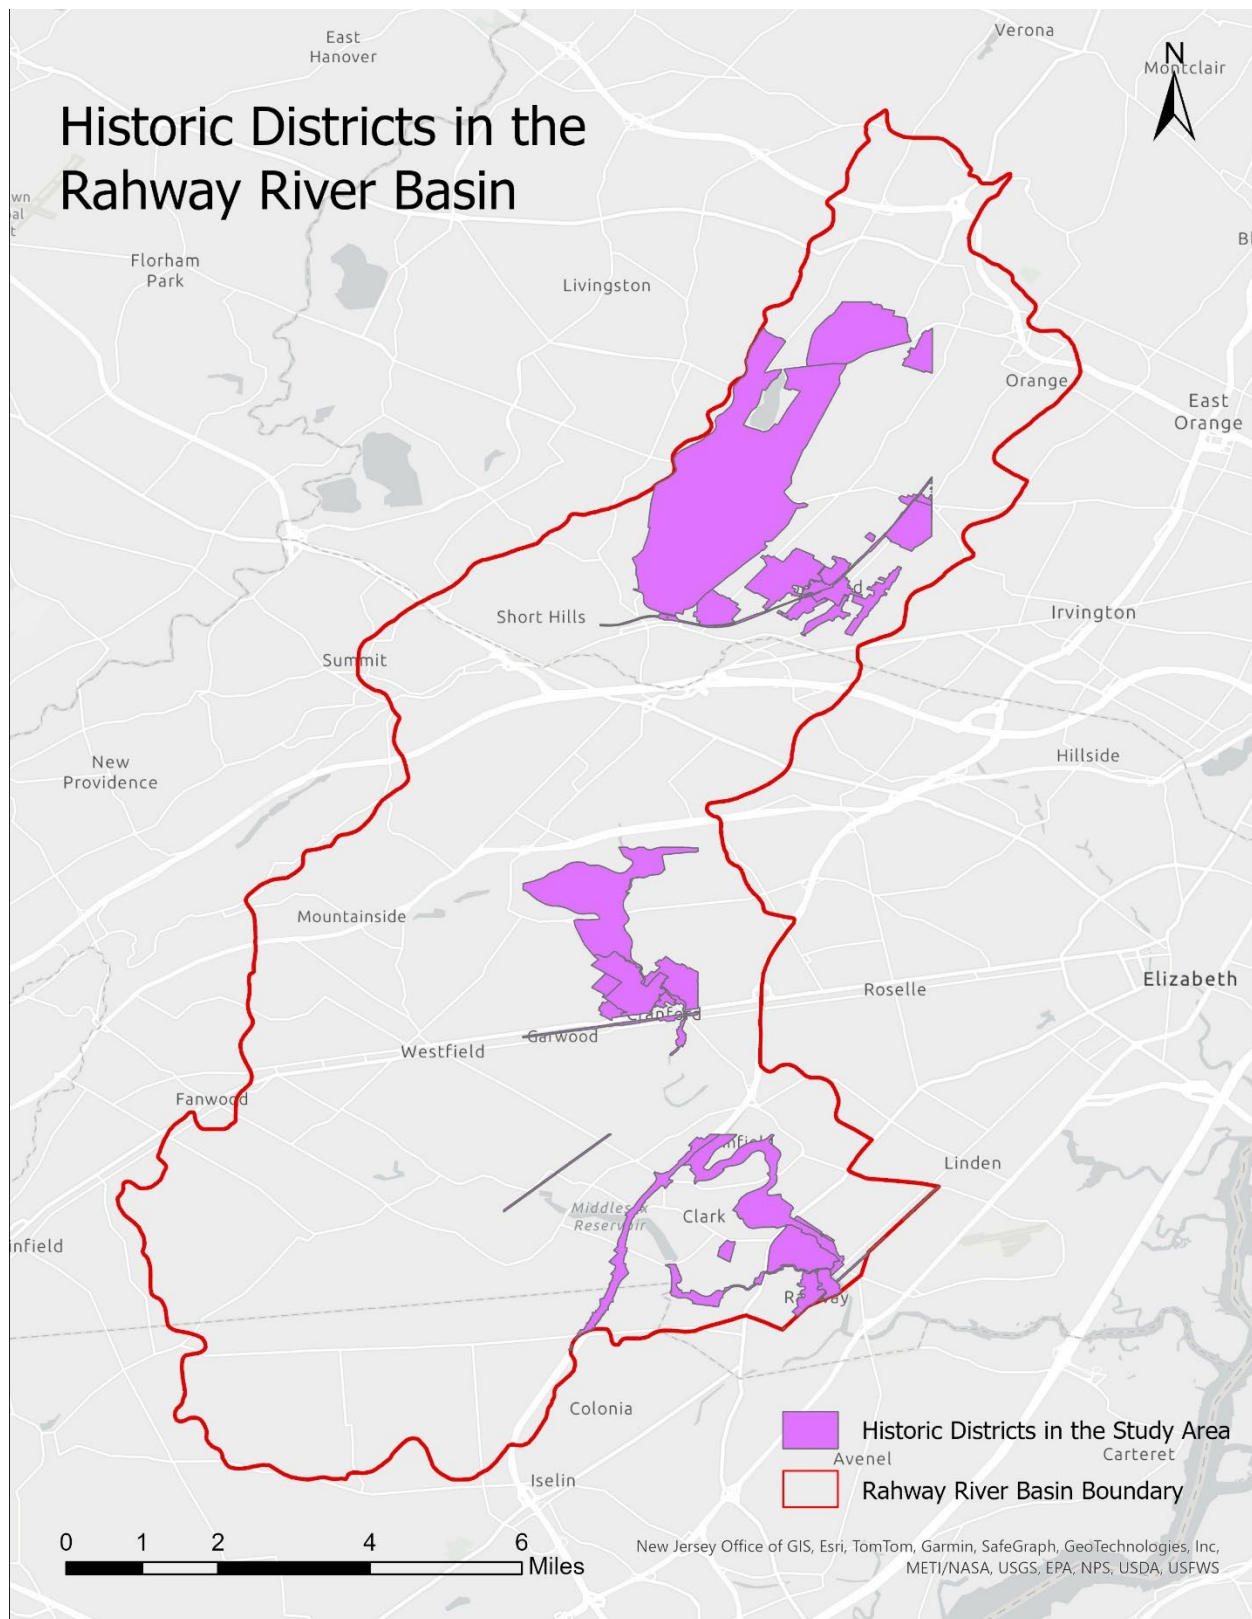 East
Hanover
Verona
N
Montclair
Historic Districts in the
Rahway River Basin
Florham
Park
Livingston
Orange
East
Orange
Short Hills
Irvington
Summit
Hillside
New
Providence
Mountainside
Elizabeth
Roselle
Cranford
Garwood
Westfield
Fanwood
Linden
Middlesex
Reservoir
Clark
nfield
Rahway
Colonia
Historic Districts in the Study Area
Avenel
Carteret
Iselin
Rahway River Basin Boundary
0 1 2 4 6
Miles
New Jersey Office of GIS, Esri, TomTom, Garmin, SafeGraph, GeoTechnologies, Inc,
METI/NASA, USGS, EPA, NPS, USDA, USFWS